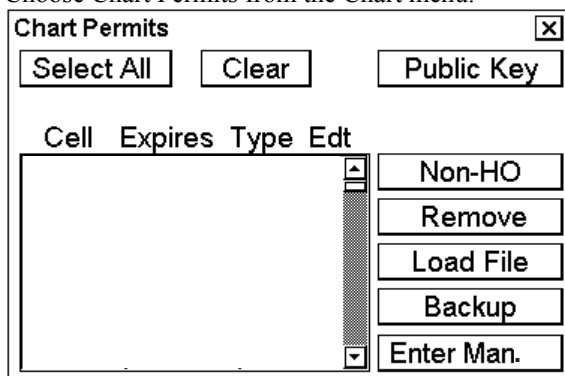 Choose Chart Permits from the Chart menu.
Chart Permits
Select All Clear Public Key
Cell Expires Type Edt
Non-HO
Remove
Load File
Backup
Enter Man.